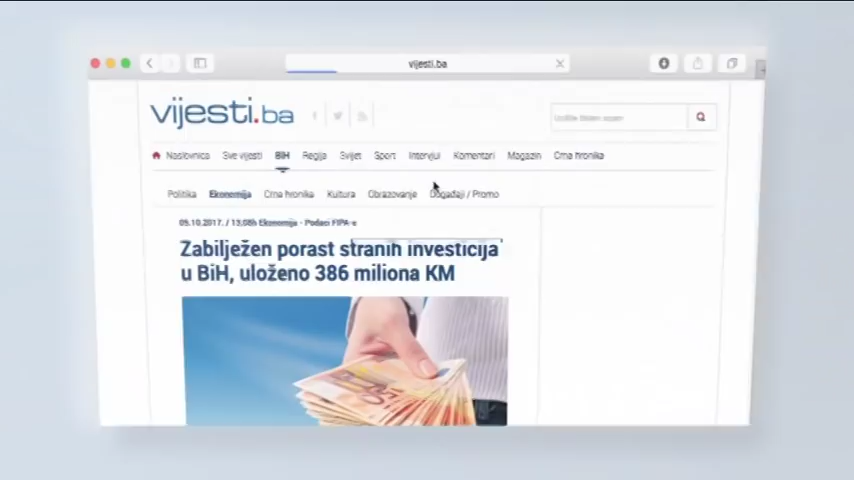 vijesti.ba
vijesti.ba
Naslovnica Sve vijesti BiH Regija Svijet Sport Intervjui Komentari Magazin Crna hronika
Politika Ekonomija Crna hronika Kultura Obrazovanje Događaji / Promo
05.10.2017. / 13:08h Ekonomija - Podaci FIPA-e
Zabilježen porast stranih investicija
u BiH, uloženo 386 miliona KM